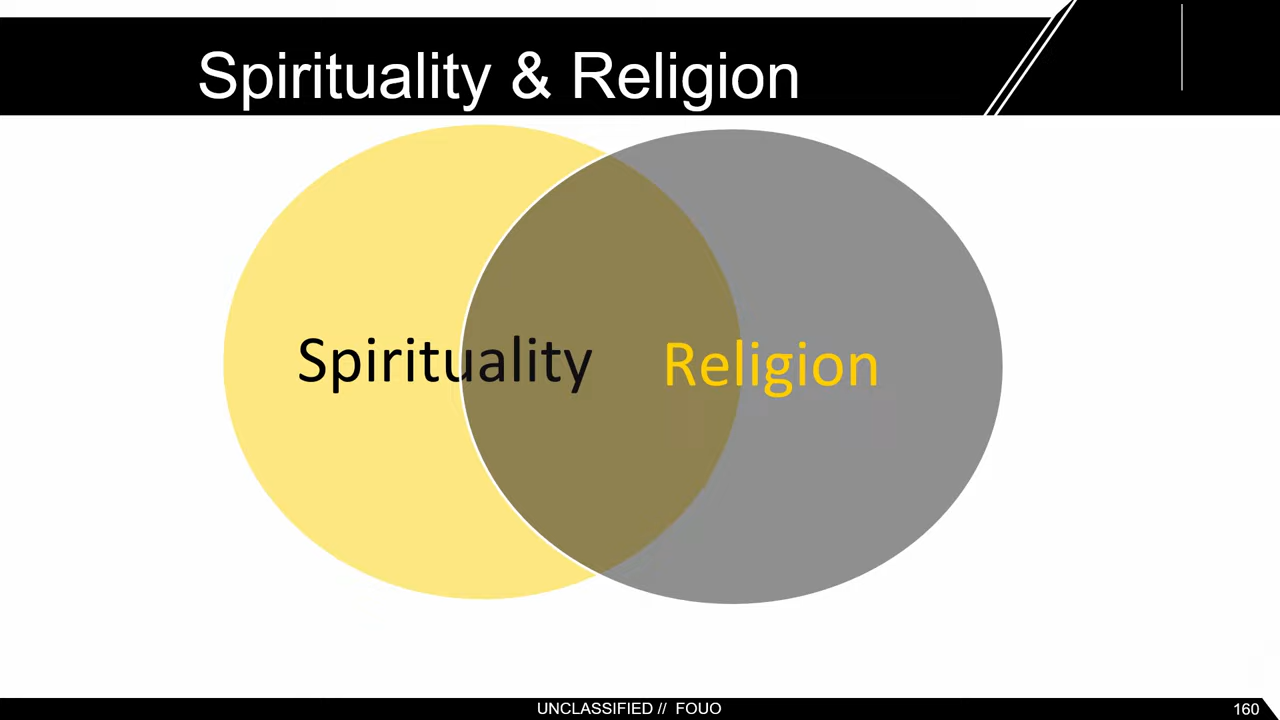 Spirituality & Religion
Spirituality
Religion
UNCLASSIFIED // FOUO
160